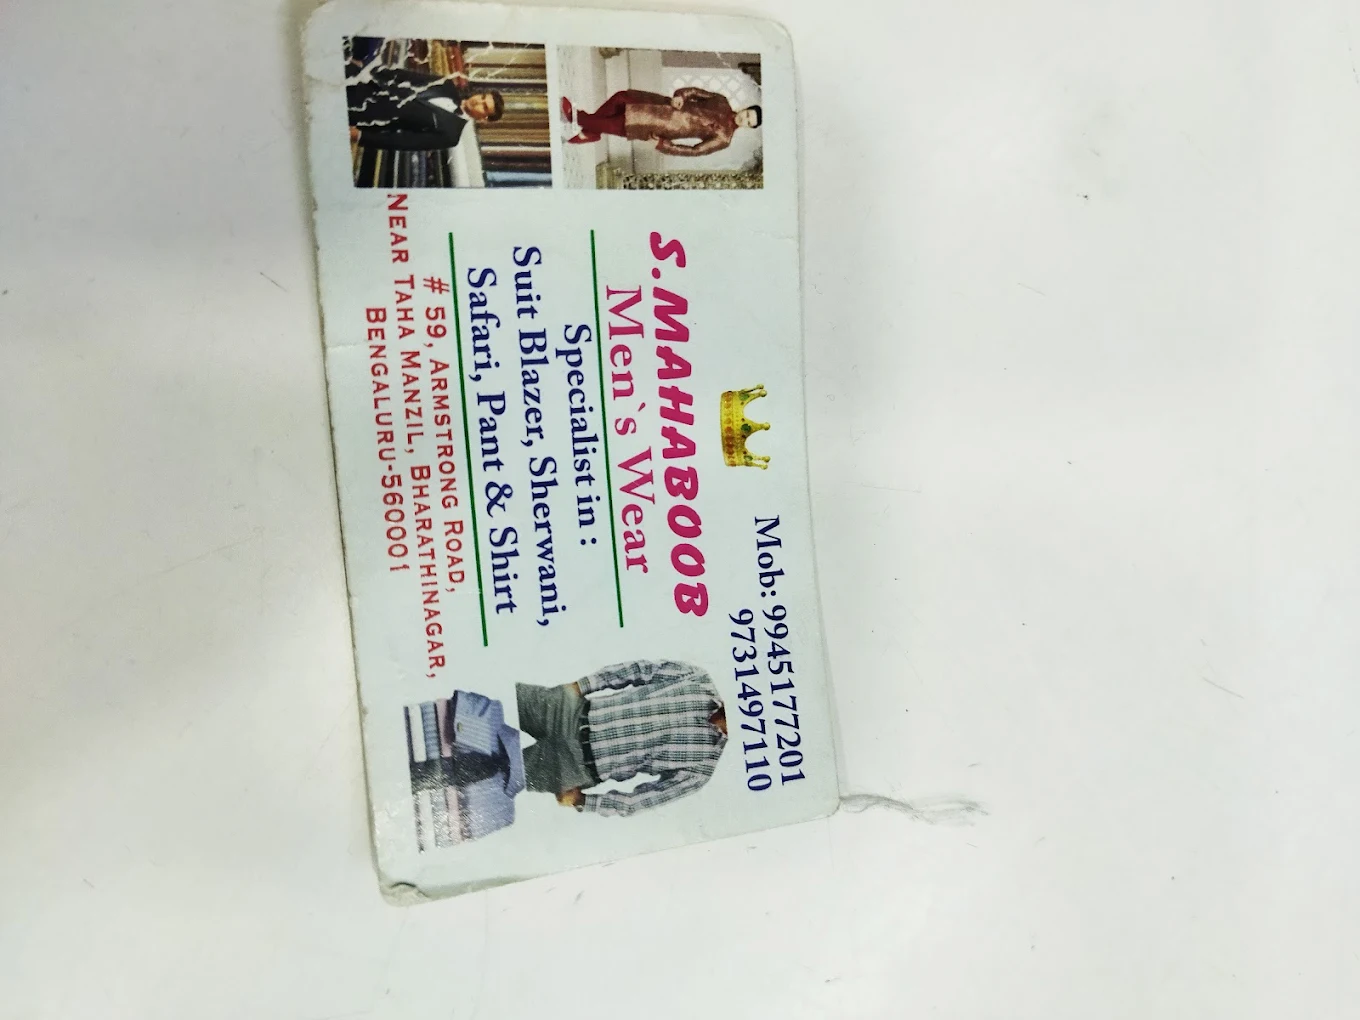 Mob: 9945177201
9731497110
S.MAHABOOB
Men`s Wear
Specialist in :
Suit Blazer, Sherwani,
Safari, Pant & Shirt
# 59, ARMSTRONG ROAD,
NEAR TAHA MANZIL, BHARATHINAGAR,
BENGALURU-560001